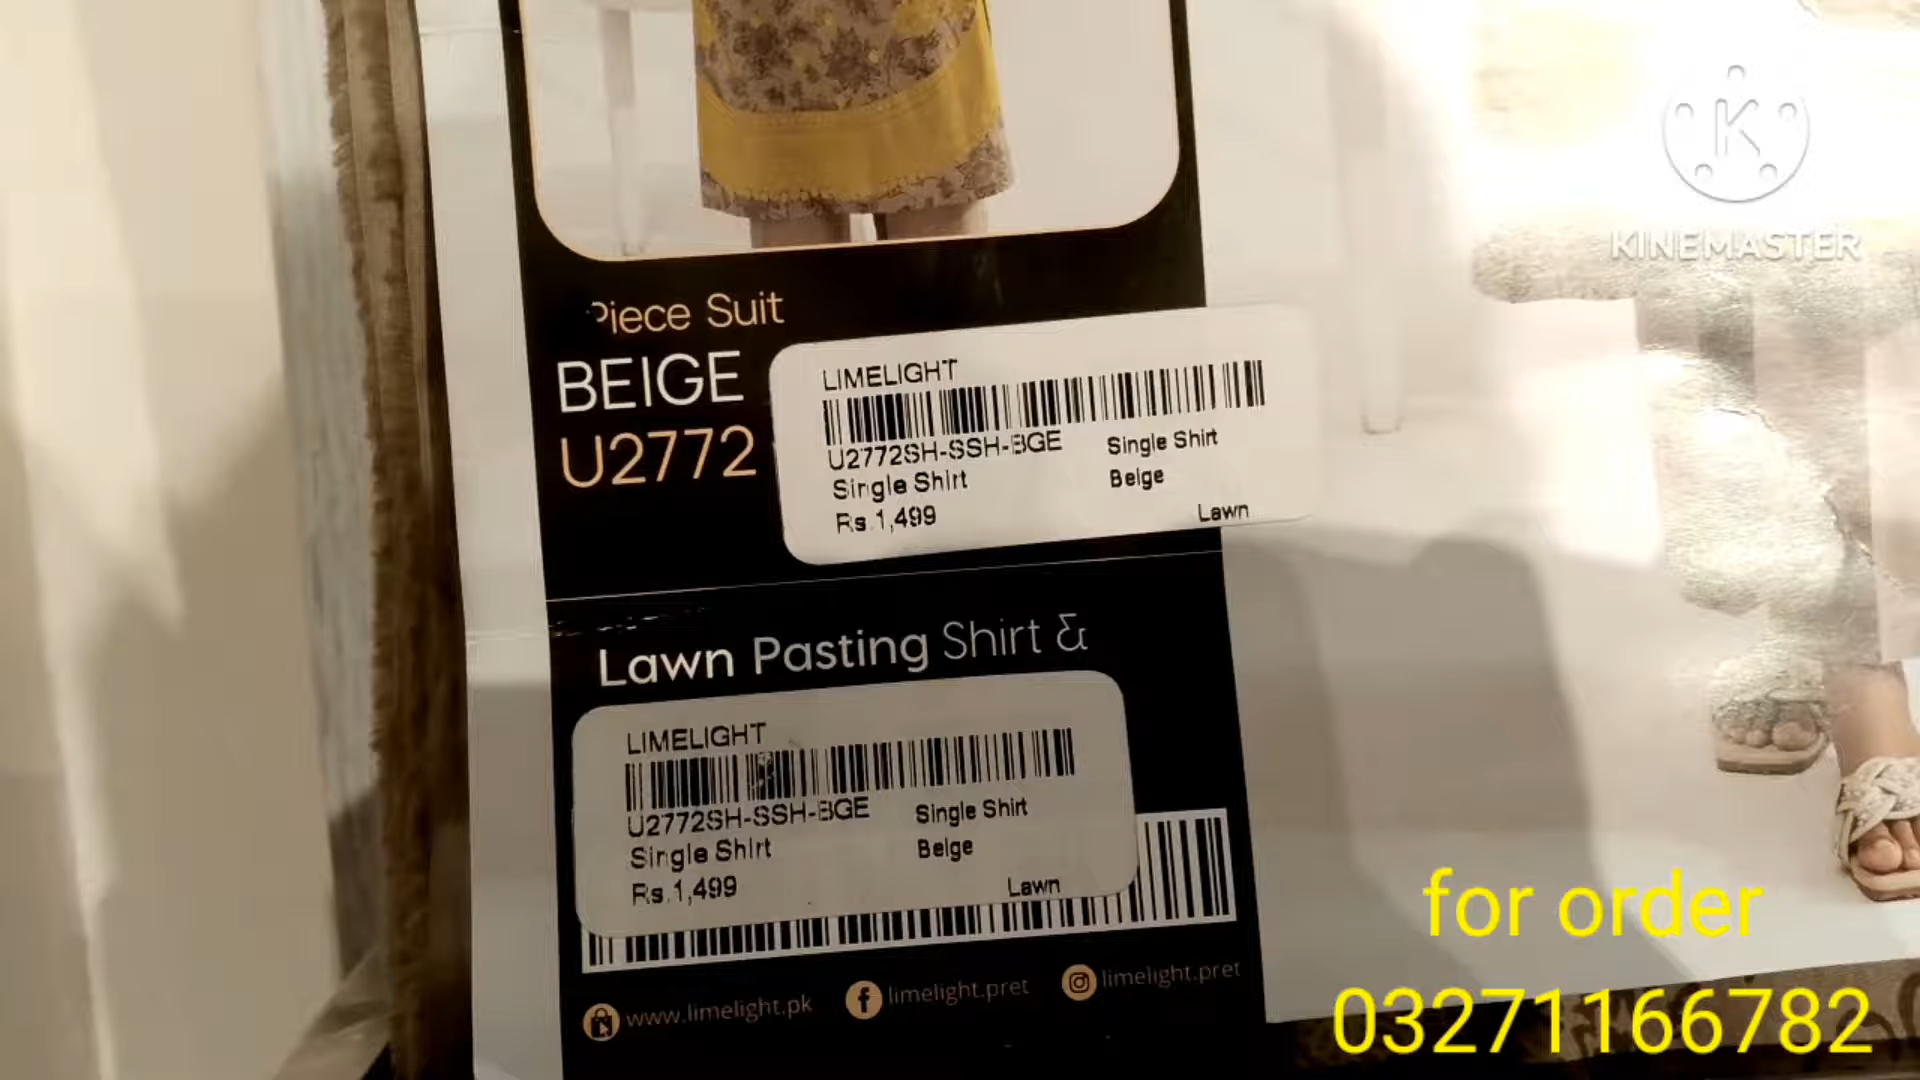 KINEMASTER
Piece Suit
BEIGE
U2772
LIMELIGHT
U2772SH-SSH-BGE Single Shirt
Single Shirt Beige
Rs.1,499 Lawn
Lawn Pasting Shirt &
LIMELIGHT
U2772SH-SSH-BGE Single Shirt
Single Shirt Beige
Rs.1,499 Lawn
www.limelight.pk limelight.pret limelight.pret
for order
03271166782